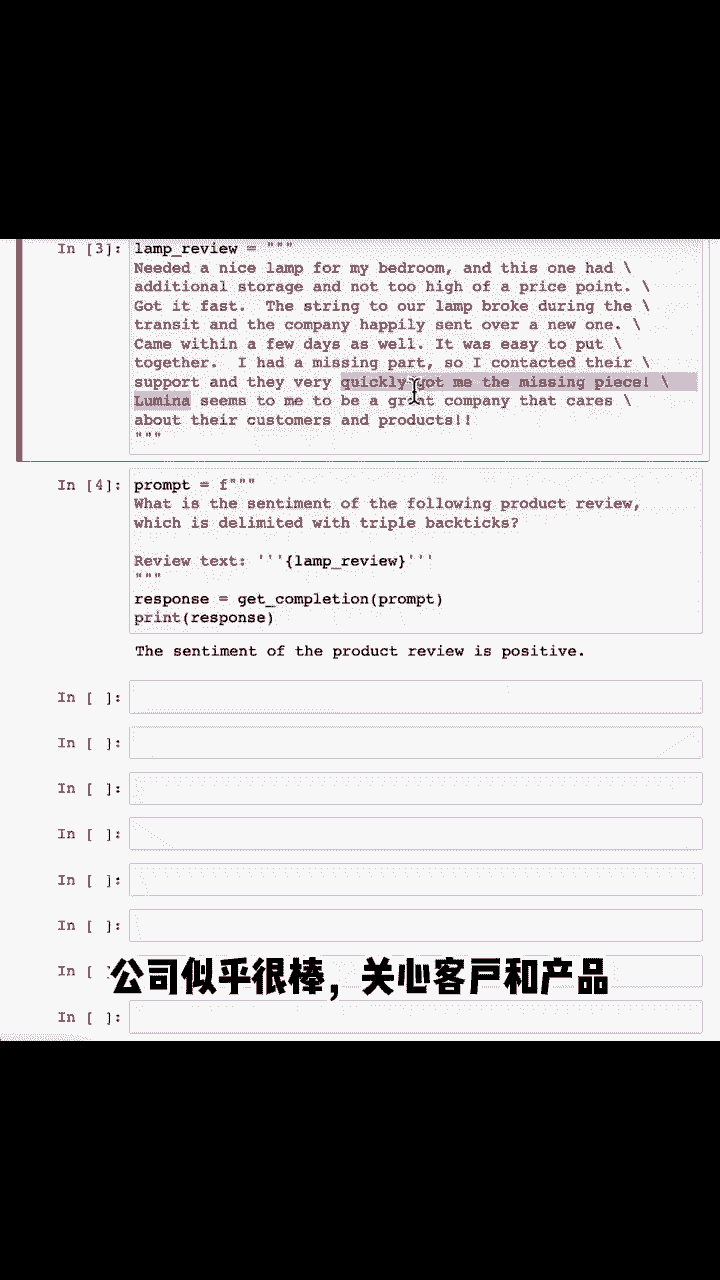 In [3]: lamp_review = """
Needed a nice lamp for my bedroom, and this one had \
additional storage and not too high of a price point. \
Got it fast.  The string to our lamp broke during the \
transit and the company happily sent over a new one. \
Came within a few days as well. It was easy to put \
together.  I had a missing part, so I contacted their \
support and they very quickly got me the missing piece! \
Lumina seems to me to be a great company that cares \
about their customers and products!!
"""
In [4]: prompt = f"""
What is the sentiment of the following product review,
which is delimited with triple backticks?
Review text: '''{lamp_review}'''
"""
response = get_completion(prompt)
print(response)
The sentiment of the product review is positive.
In [ ]:
In [ ]:
In [ ]:
In [ ]:
In [ ]:
In [ ]:
In [ ]:
公司似乎很棒，关心客户和产品
In [ ]: